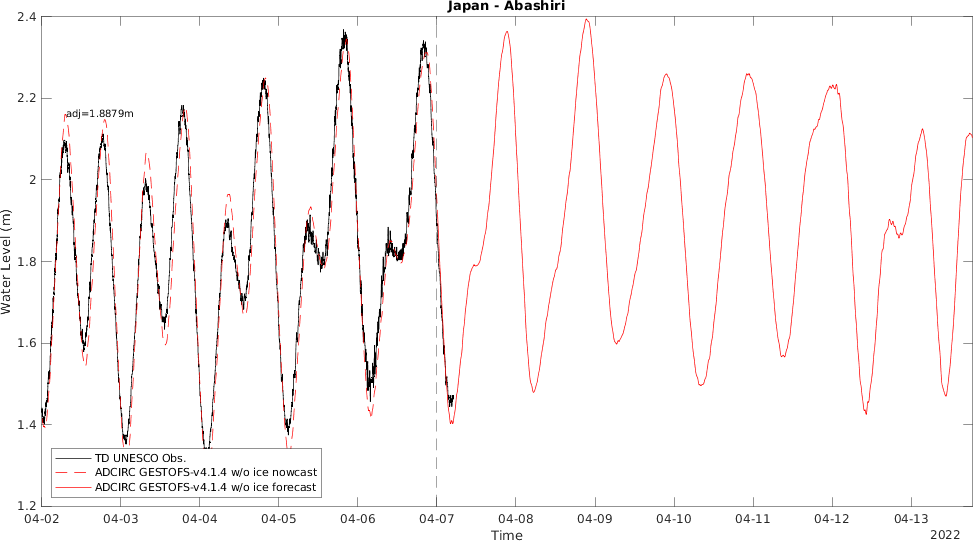 Japan - Abashiri
2.4
2.2
2
1.8
1.6
1.4
1.2
Water Level (m)
adj=1.8879m
TD UNESCO Obs.
ADCIRC GESTOFS-v4.1.4 w/o ice nowcast
ADCIRC GESTOFS-v4.1.4 w/o ice forecast
04-02 04-03 04-04 04-05 04-06 04-07 04-08 04-09 04-10 04-11 04-12 04-13
Time
2022